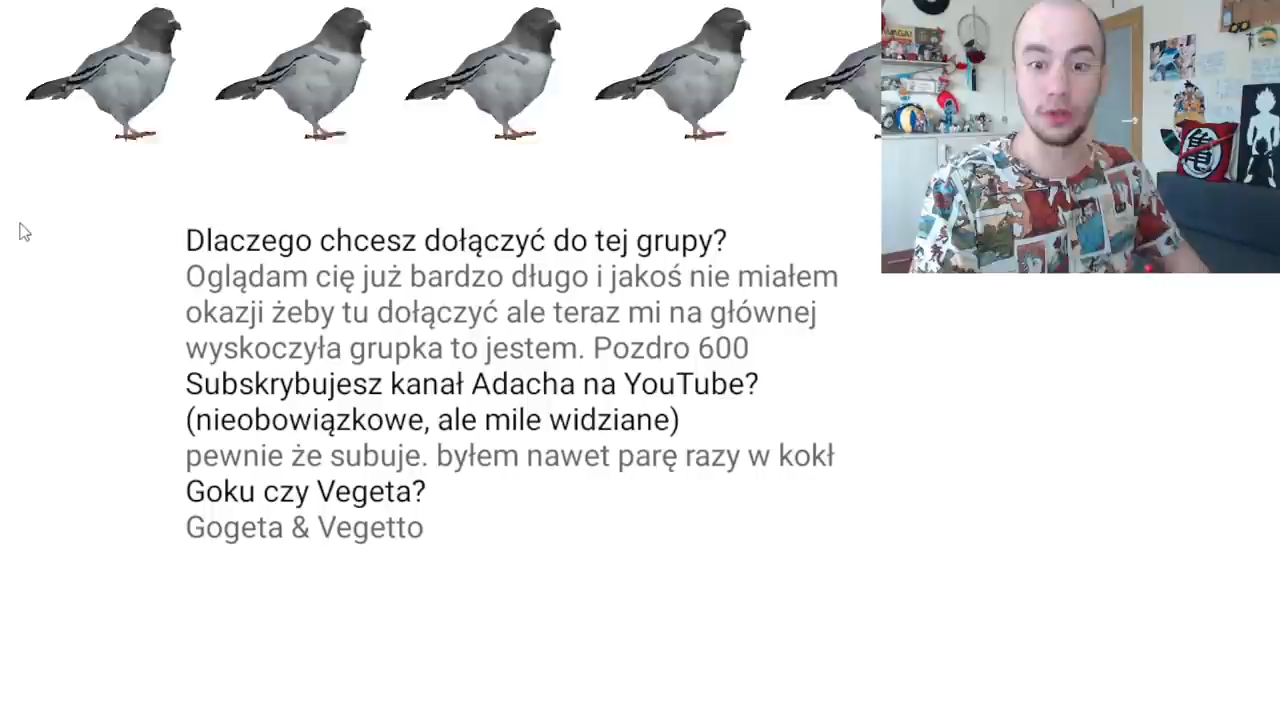 Dlaczego chcesz dołączyć do tej grupy?
Oglądam cię już bardzo długo i jakoś nie miałem
okazji żeby tu dołączyć ale teraz mi na głównej
wyskoczyła grupka to jestem. Pozdro 600
Subskrybujesz kanał Adacha na YouTube?
(nieobowiązkowe, ale mile widziane)
pewnie że subuje. byłem nawet parę razy w kokł
Goku czy Vegeta?
Gogeta & Vegetto
亀